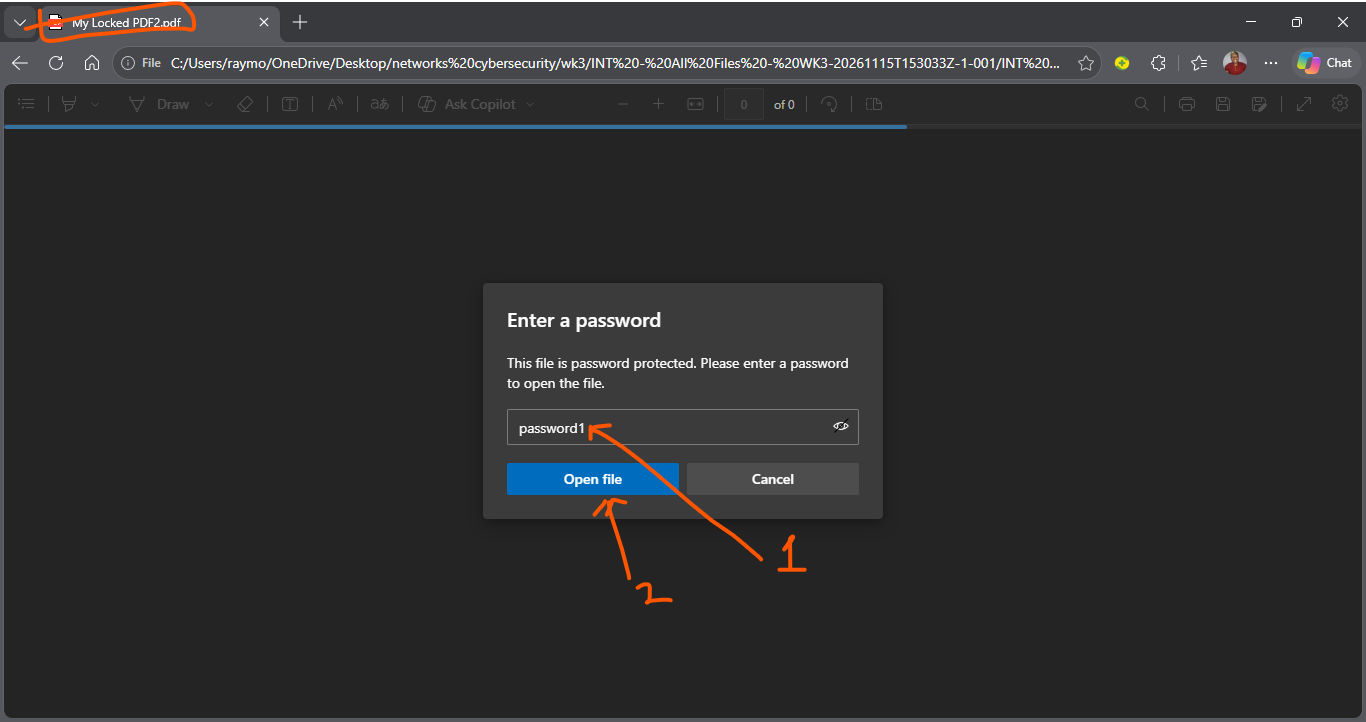 My Locked PDF2.pdf
File C:/Users/raymo/OneDrive/Desktop/networks%20cybersecurity/wk3/INT%20-%20All%20Files%20-%20WK3-20261115T153033Z-1-001/INT%20... Chat
Draw aあ Ask Copilot 0 of 0
Enter a password
This file is password protected. Please enter a password
to open the file.
password1
Open file Cancel
1
2